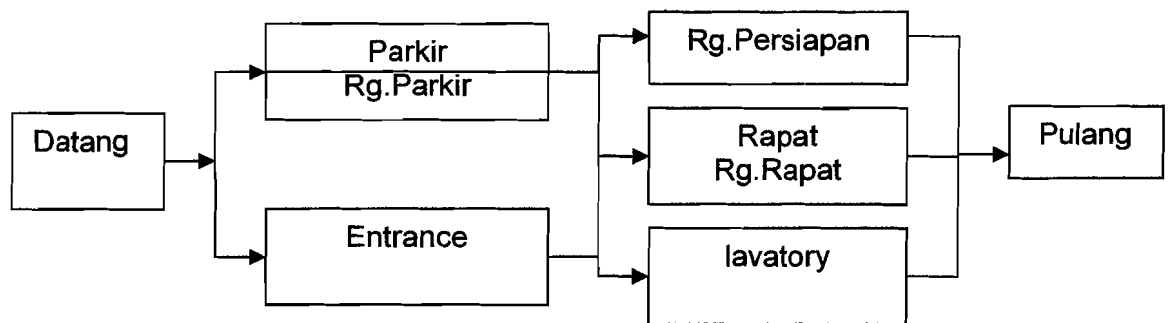 Datang
Parkir
Rg.Parkir
Entrance
Rg.Persiapan
Rapat
Rg.Rapat
lavatory
Pulang